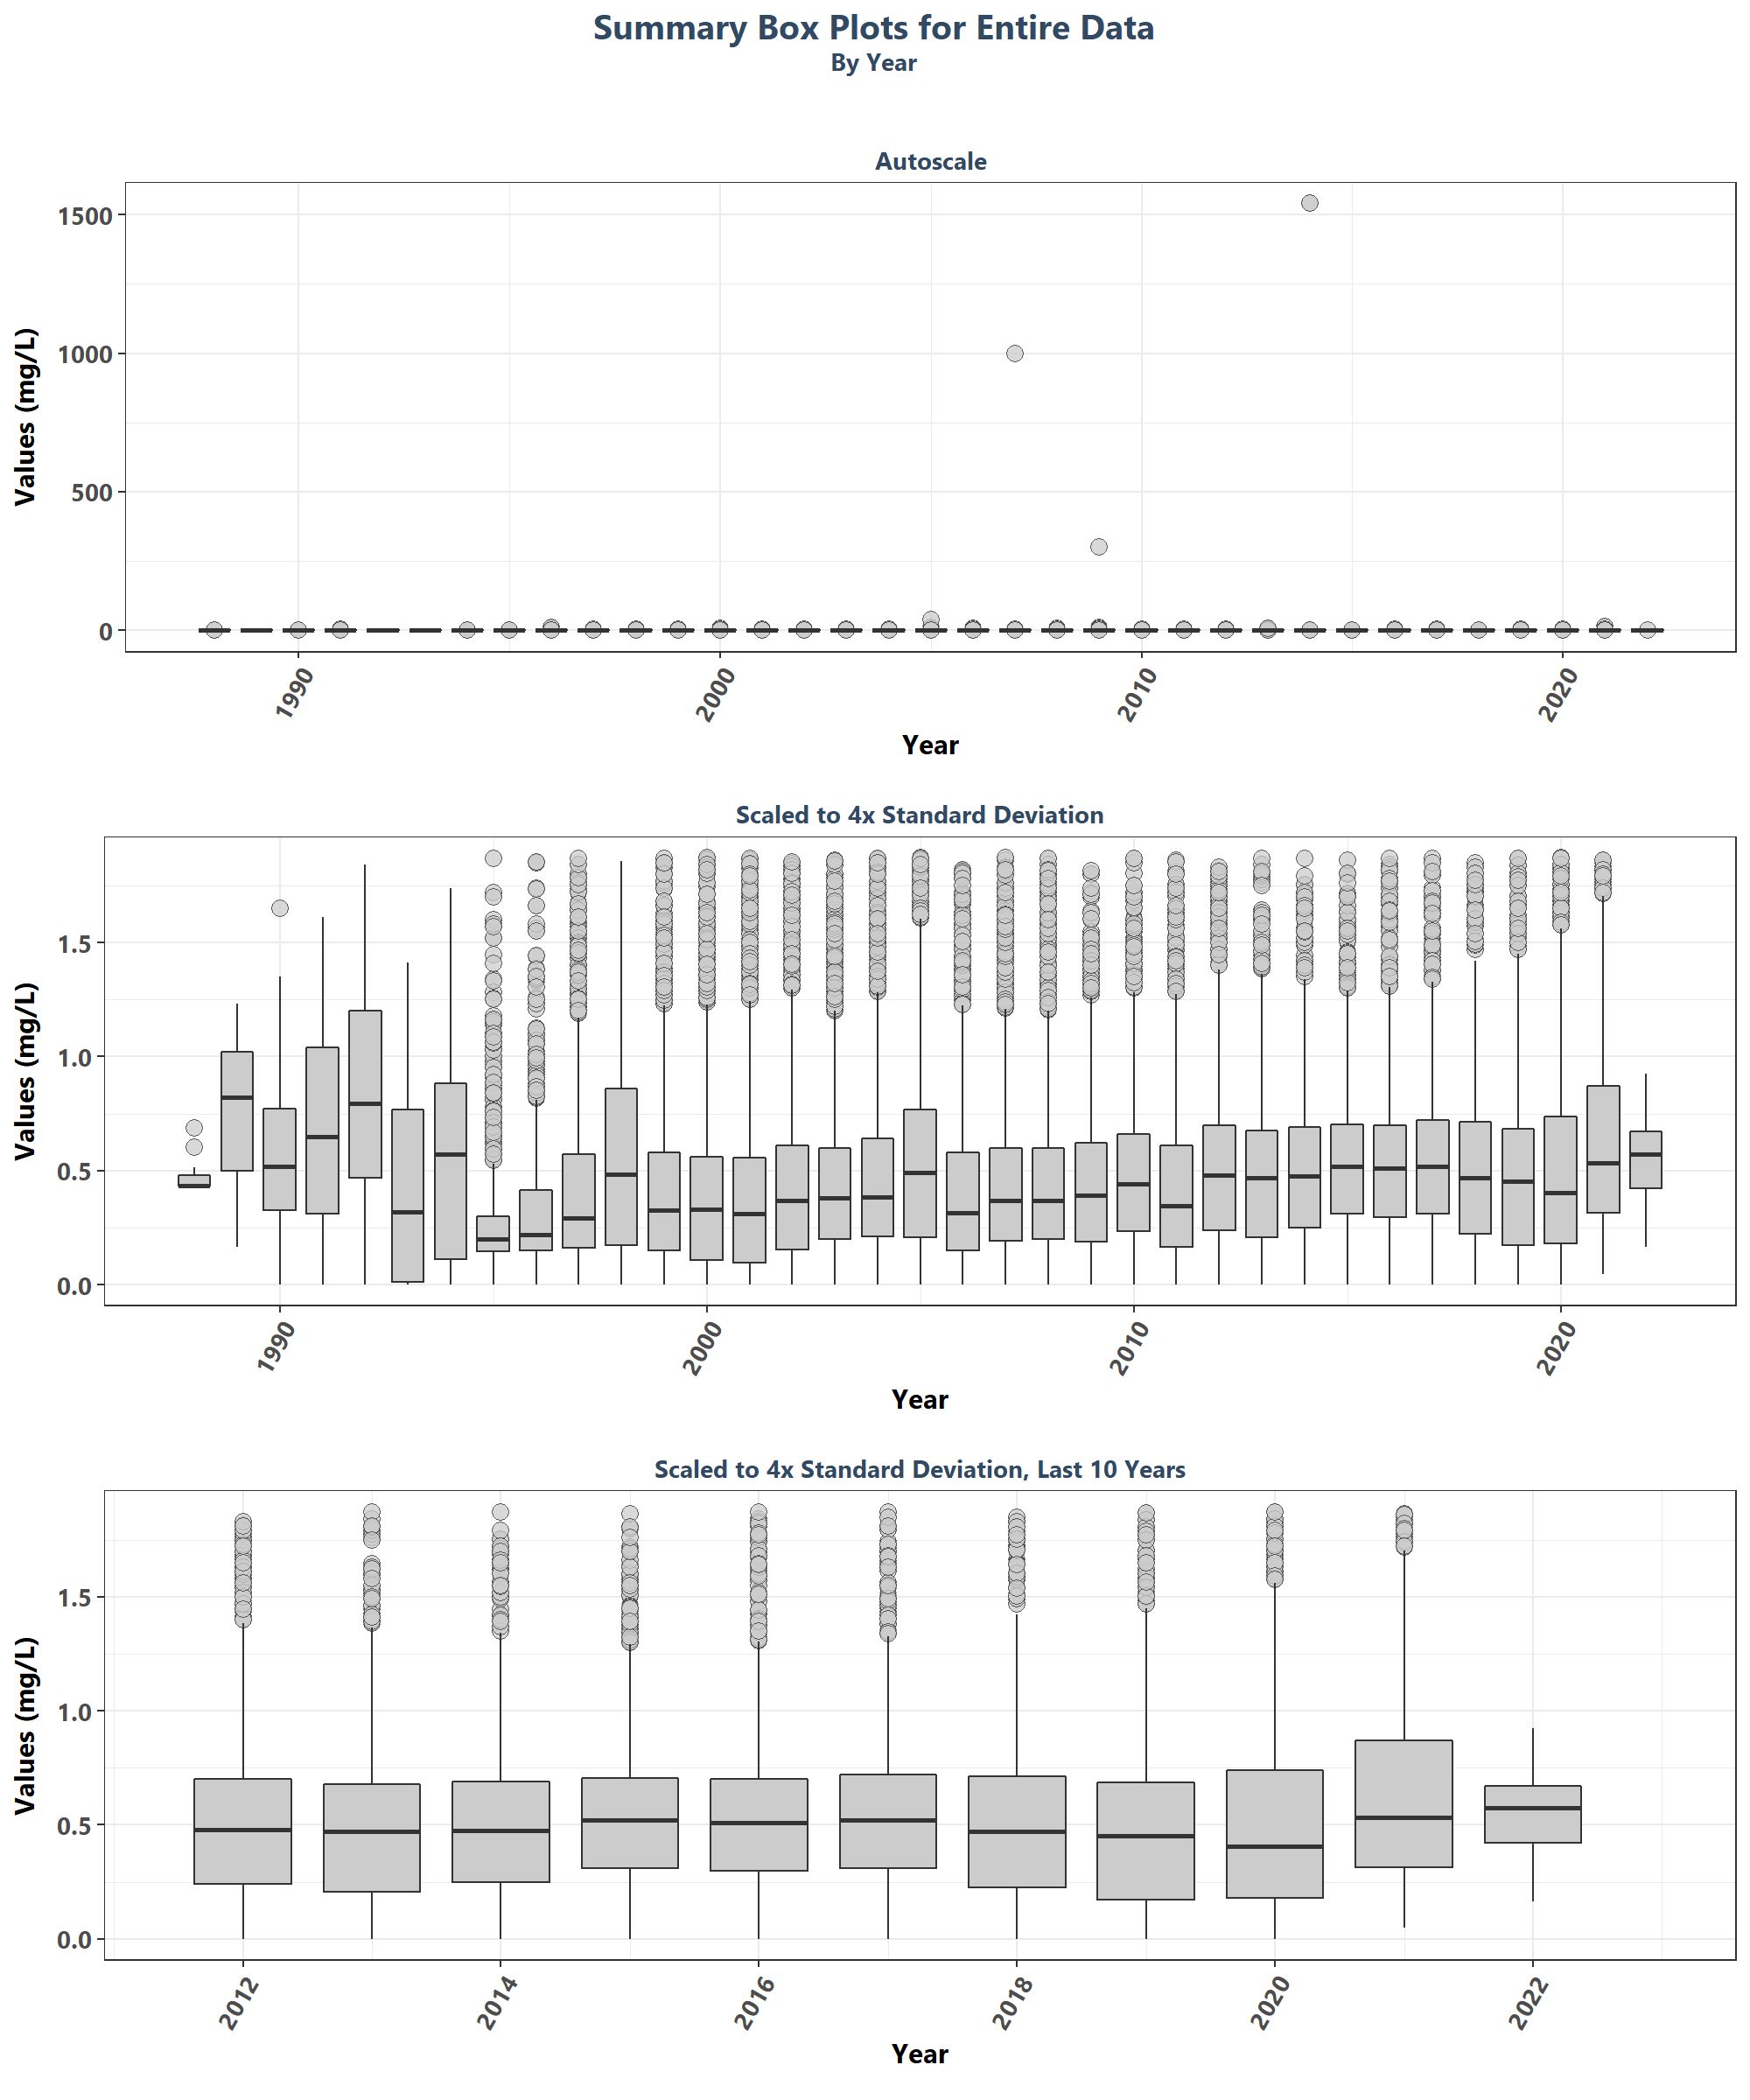 Summary Box Plots for Entire Data
By Year
Autoscale
Values (mg/L)
1500
1000
500
0
1990
2000
2010
2020
Year
Scaled to 4x Standard Deviation
Values (mg/L)
1.5
1.0
0.5
0.0
1990
2000
2010
2020
Year
Scaled to 4x Standard Deviation, Last 10 Years
Values (mg/L)
1.5
1.0
0.5
0.0
2012
2014
2016
2018
2020
2022
Year